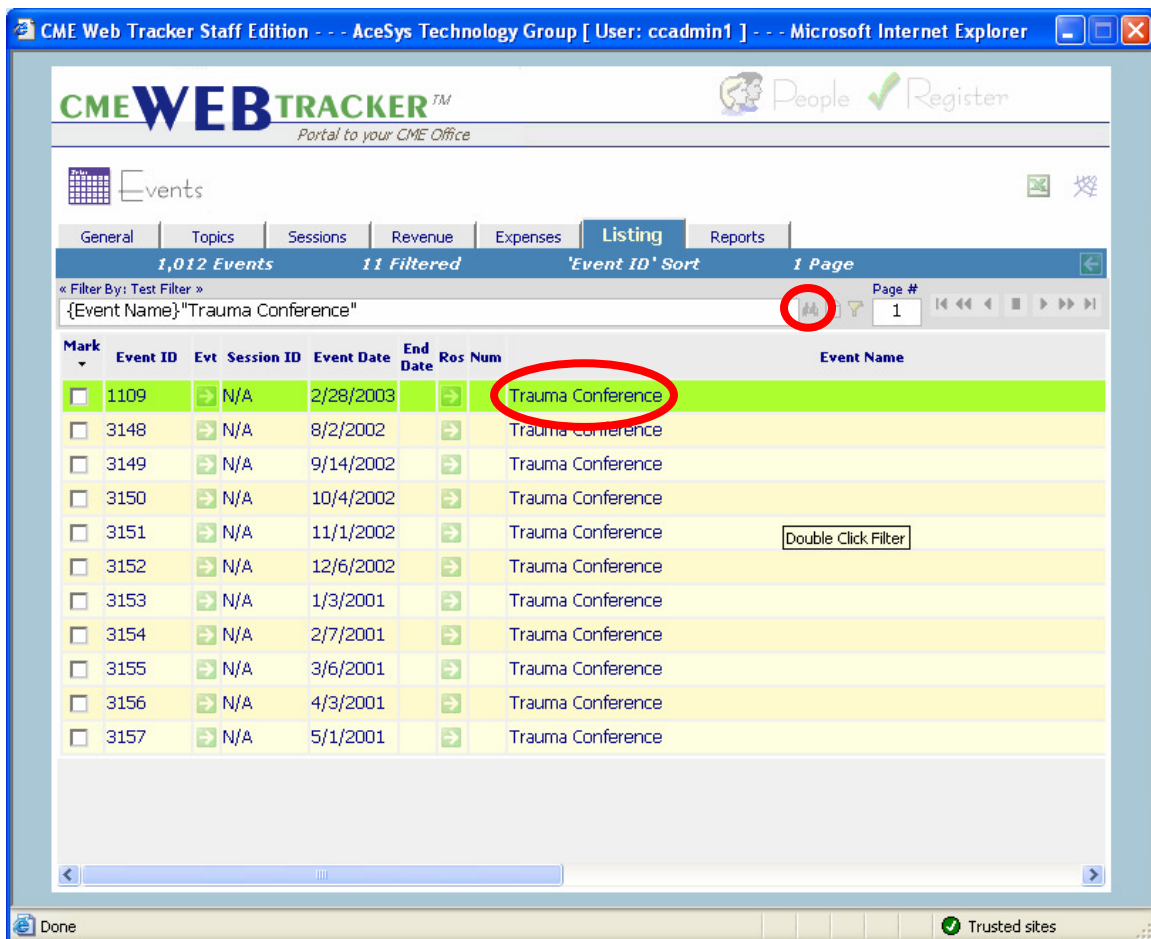 CME Web Tracker Staff Edition - - - AceSys Technology Group [ User: ccadmin1 ] - - - Microsoft Internet Explorer
CMEWEBTRACKER™
Portal to your CME Office
People Register
Events
General Topics Sessions Revenue Expenses Listing Reports
1,012 Events 11 Filtered 'Event ID' Sort 1 Page
« Filter By: Test Filter » Page #
{Event Name}"Trauma Conference" 1
Mark Event ID Evt Session ID Event Date End Date Ros Num Event Name
1109 N/A 2/28/2003 Trauma Conference
3148 N/A 8/2/2002 Trauma Conference
3149 N/A 9/14/2002 Trauma Conference
3150 N/A 10/4/2002 Trauma Conference
3151 N/A 11/1/2002 Trauma Conference
Double Click Filter
3152 N/A 12/6/2002 Trauma Conference
3153 N/A 1/3/2001 Trauma Conference
3154 N/A 2/7/2001 Trauma Conference
3155 N/A 3/6/2001 Trauma Conference
3156 N/A 4/3/2001 Trauma Conference
3157 N/A 5/1/2001 Trauma Conference
Done Trusted sites